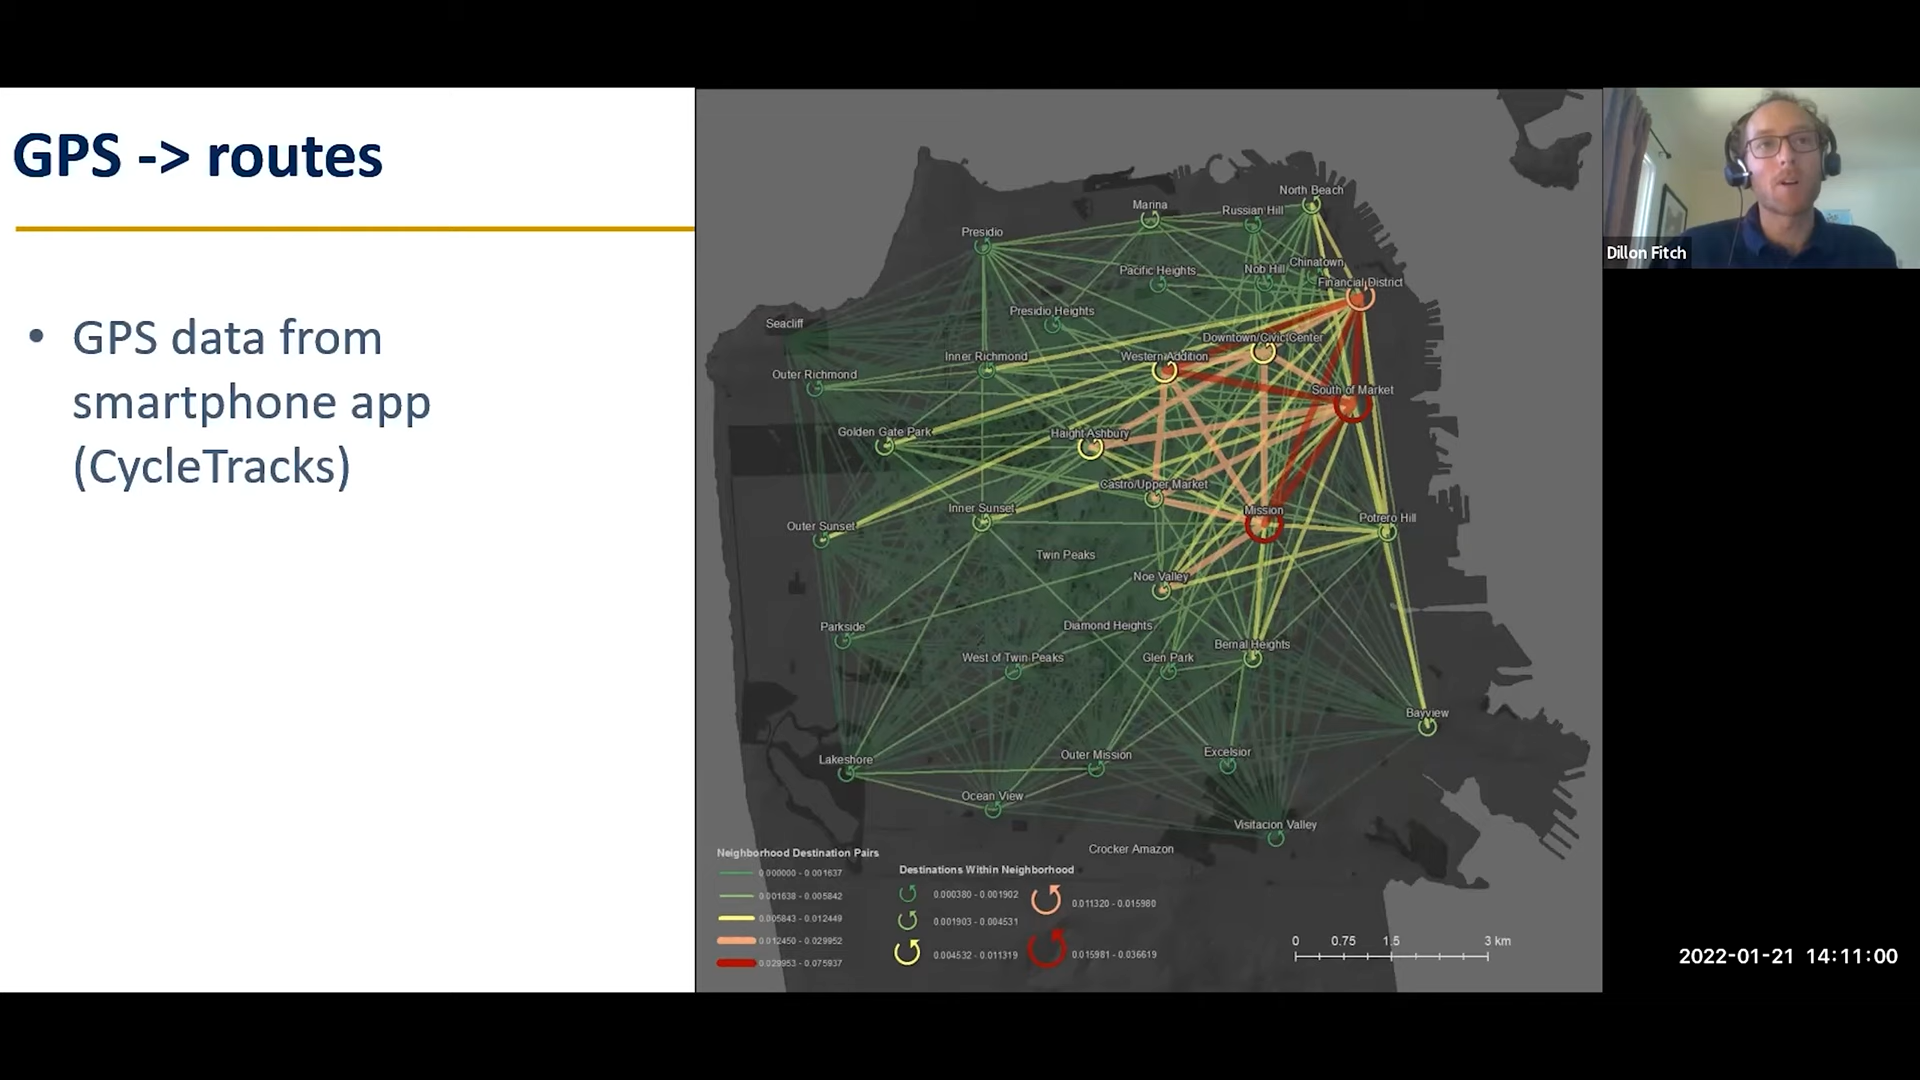 GPS -> routes
• GPS data from
smartphone app
(CycleTracks)
North Beach
Marina
Russian Hill
Presidio
Chinatown
Pacific Heights
Nob Hill
Financial District
Presidio Heights
Seacliff
Downtown/Civic Center
Inner Richmond
Western Addition
Outer Richmond
South of Market
Golden Gate Park
Haight Ashbury
Castro/Upper Market
Inner Sunset
Mission
Potrero Hill
Outer Sunset
Twin Peaks
Noe Valley
Parkside
Diamond Heights
Bernal Heights
West of Twin Peaks
Glen Park
Bayview
Excelsior
Outer Mission
Lakeshore
Ocean View
Visitacion Valley
Crocker Amazon
Neighborhood Destination Pairs
0.000000 - 0.001637
0.001638 - 0.005842
0.005843 - 0.012449
0.012450 - 0.029952
0.029953 - 0.075937
Destinations Within Neighborhood
0.000380 - 0.001902
0.001903 - 0.004531
0.004532 - 0.011319
0.011320 - 0.015980
0.015981 - 0.036619
0 0.75 1.5 3 km
Dillon Fitch
2022-01-21 14:11:00